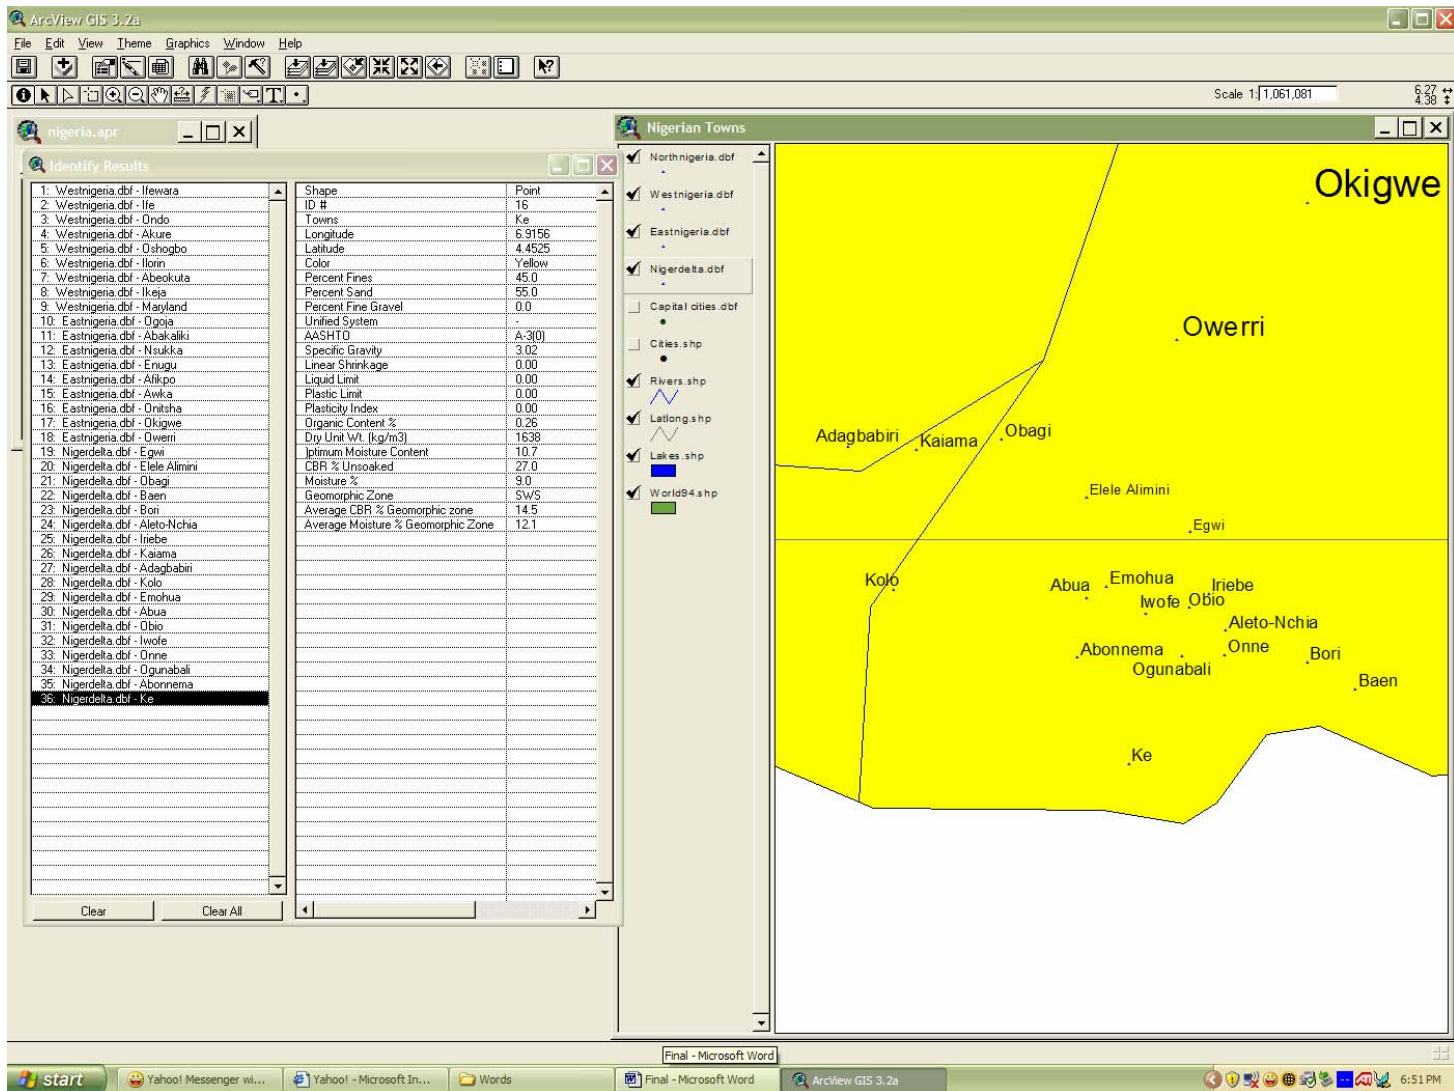 ArcView GIS 3.2a
File Edit View Theme Graphics Window Help
Scale 1: 1,061,081
6.27
4.38
nigeria.apr
Identify Results
1: Westnigeria.dbf - Ifewara
2: Westnigeria.dbf - Ife
3: Westnigeria.dbf - Ondo
4: Westnigeria.dbf - Akure
5: Westnigeria.dbf - Oshogbo
6: Westnigeria.dbf - Ilorin
7: Westnigeria.dbf - Abeokuta
8: Westnigeria.dbf - Ikeja
9: Westnigeria.dbf - Maryland
10: Eastnigeria.dbf - Ogoja
11: Eastnigeria.dbf - Abakaliki
12: Eastnigeria.dbf - Nsukka
13: Eastnigeria.dbf - Enugu
14: Eastnigeria.dbf - Afikpo
15: Eastnigeria.dbf - Awka
16: Eastnigeria.dbf - Onitsha
17: Eastnigeria.dbf - Okigwe
18: Eastnigeria.dbf - Owerri
19: Nigerdelta.dbf - Egwi
20: Nigerdelta.dbf - Elele Alimini
21: Nigerdelta.dbf - Obagi
22: Nigerdelta.dbf - Baen
23: Nigerdelta.dbf - Bori
24: Nigerdelta.dbf - Aleto-Nchia
25: Nigerdelta.dbf - Iriebe
26: Nigerdelta.dbf - Kaiama
27: Nigerdelta.dbf - Adagbabiri
28: Nigerdelta.dbf - Kolo
29: Nigerdelta.dbf - Emohua
30: Nigerdelta.dbf - Abua
31: Nigerdelta.dbf - Obio
32: Nigerdelta.dbf - Iwofe
33: Nigerdelta.dbf - Onne
34: Nigerdelta.dbf - Ogunabali
35: Nigerdelta.dbf - Abonnema
36: Nigerdelta.dbf - Ke
Clear Clear All
Shape Point
ID # 16
Towns Ke
Longitude 6.9156
Latitude 4.4525
Color Yellow
Percent Fines 45.0
Percent Sand 55.0
Percent Fine Gravel 0.0
Unified System -
AASHTO A-3(0)
Specific Gravity 3.02
Linear Shrinkage 0.00
Liquid Limit 0.00
Plastic Limit 0.00
Plasticity Index 0.00
Organic Content % 0.26
Dry Unit Wt. (kg/m3) 1638
)ptimum Moisture Content 10.7
CBR % Unsoaked 27.0
Moisture % 9.0
Geomorphic Zone SWS
Average CBR % Geomorphic zone 14.5
Average Moisture % Geomorphic Zone 12.1
Nigerian Towns
Northnigeria.dbf
Westnigeria.dbf
Eastnigeria.dbf
Nigerdelta.dbf
Capital cities.dbf
Cities.shp
Rivers.shp
Latlong.shp
Lakes.shp
World94.shp
Okigwe
Owerri
Adagbabiri Kaiama Obagi
Elele Alimini
Egwi
Kolo Abua Emohua Iriebe
Iwofe Obio
Aleto-Nchia
Abonnema Onne Bori
Ogunabali
Baen
Ke
Final - Microsoft Word
start Yahoo! Messenger wi... Yahoo! - Microsoft In... Words Final - Microsoft Word ArcView GIS 3.2a 6:51 PM